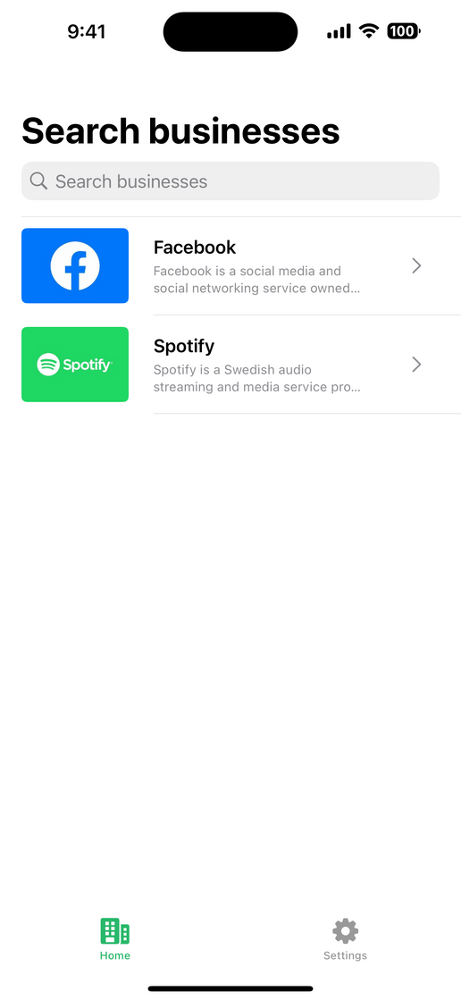 9:41
100
Search businesses
Search businesses
Facebook
Facebook is a social media and
social networking service owned...
Spotify
Spotify
Spotify is a Swedish audio
streaming and media service pro...
Home
Settings